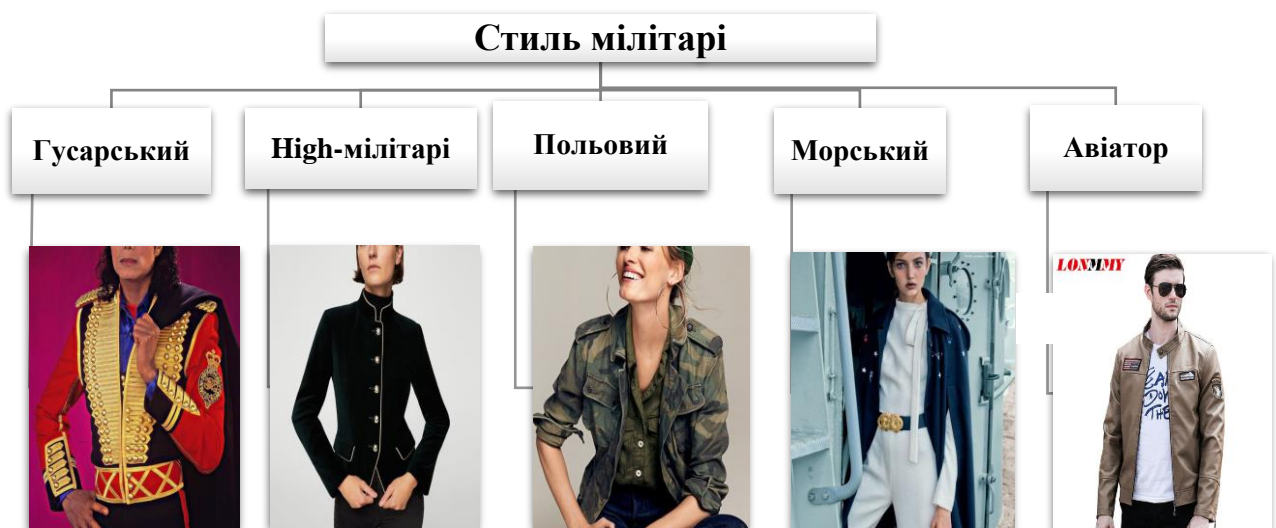 Стиль мілітарі
Гусарський
High-мілітарі
Польовий
Морський
Авіатор
LONMMY